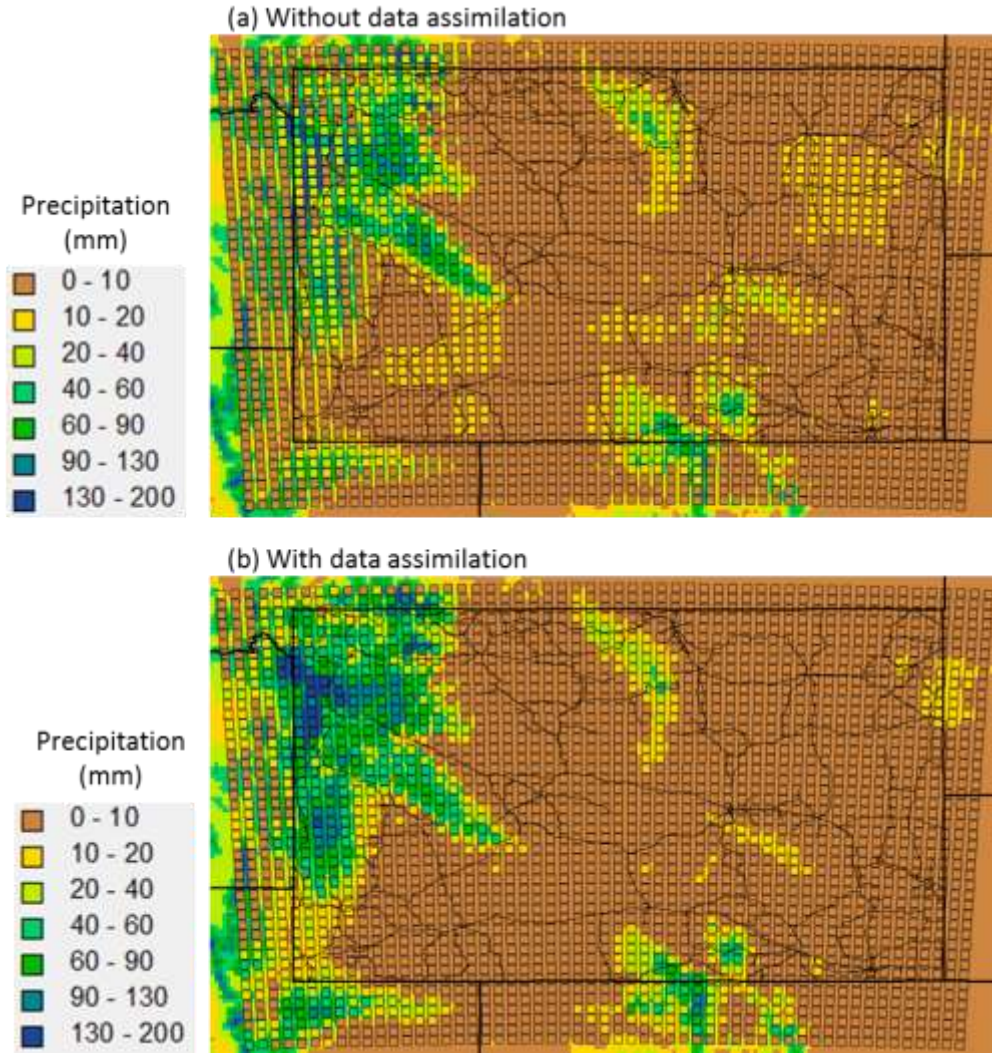 (a) Without data assimilation
Precipitation
(mm)
0 - 10
10 - 20
20 - 40
40 - 60
60 - 90
90 - 130
130 - 200
(b) With data assimilation
Precipitation
(mm)
0 - 10
10 - 20
20 - 40
40 - 60
60 - 90
90 - 130
130 - 200